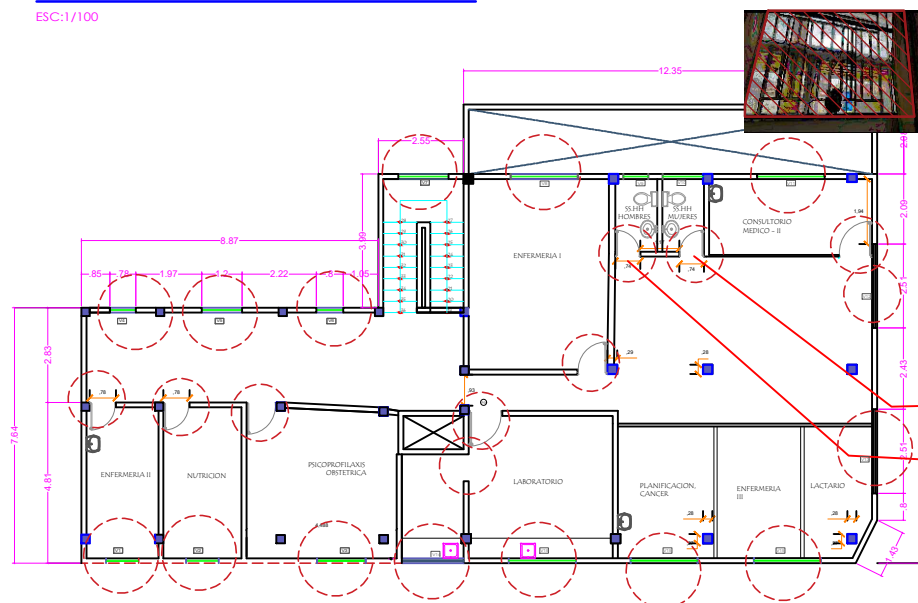 ESC:1/100
12.35
2.55
2.09
1,94
SS.HH
HOMBRES
SS.HH
MUJERES
CONSULTORIO
MEDICO - II
8.87
3.99
ENFERMERIA I
.85
.78
1.97
1.2
2.22
.8
1.05
,74
,74
2.51
2.83
,29
,28
2.43
7.64
,78
,78
,93
4.81
2.51
ENFERMERIA II
NUTRICION
PSICOPROFILAXIS
OBSTETRICA
LABORATORIO
PLANIFICACION,
CANCER
ENFERMERIA
III
LACTARIO
,28
,28
.8
1.43